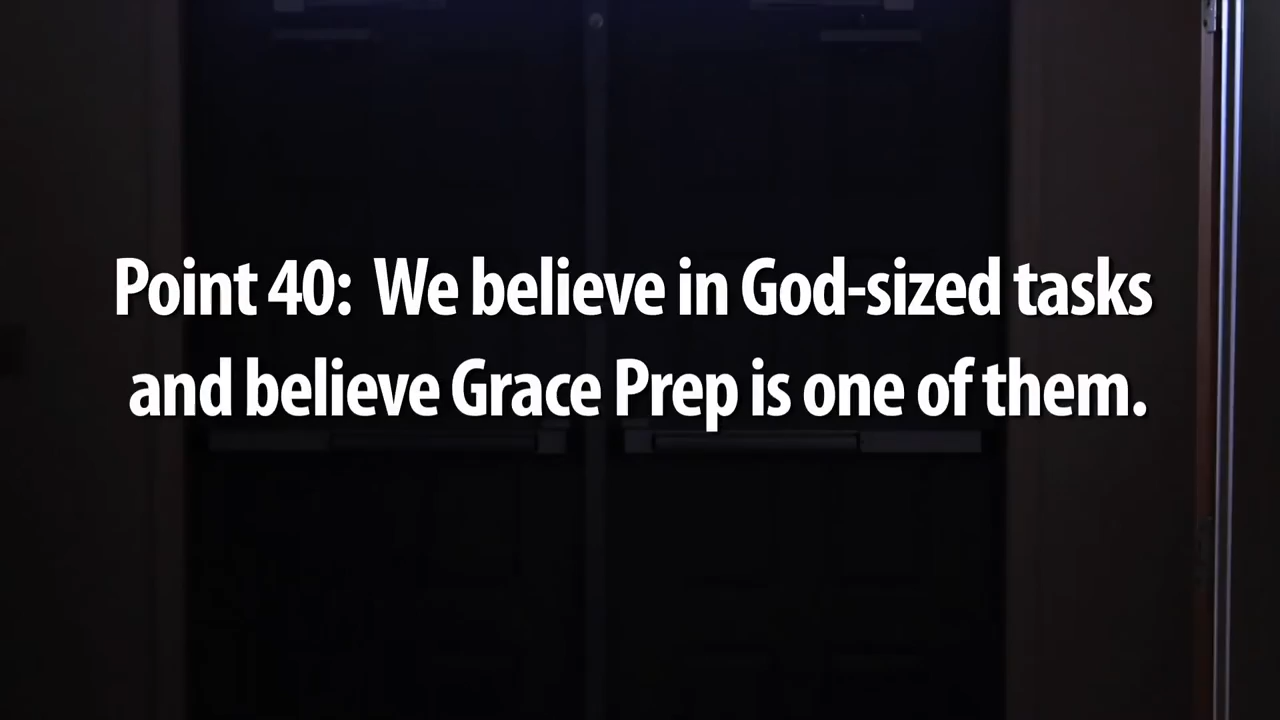 Point 40:  We believe in God-sized tasks
and believe Grace Prep is one of them.